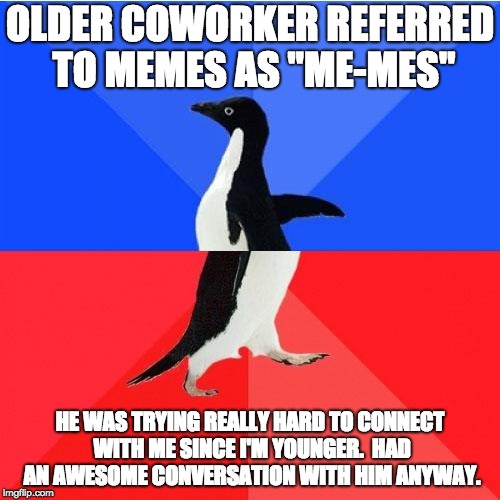 OLDER COWORKER REFERRED
TO MEMES AS "ME-MES"
HE WAS TRYING REALLY HARD TO CONNECT
WITH ME SINCE I'M YOUNGER. HAD
AN AWESOME CONVERSATION WITH HIM ANYWAY.
imgflip.com